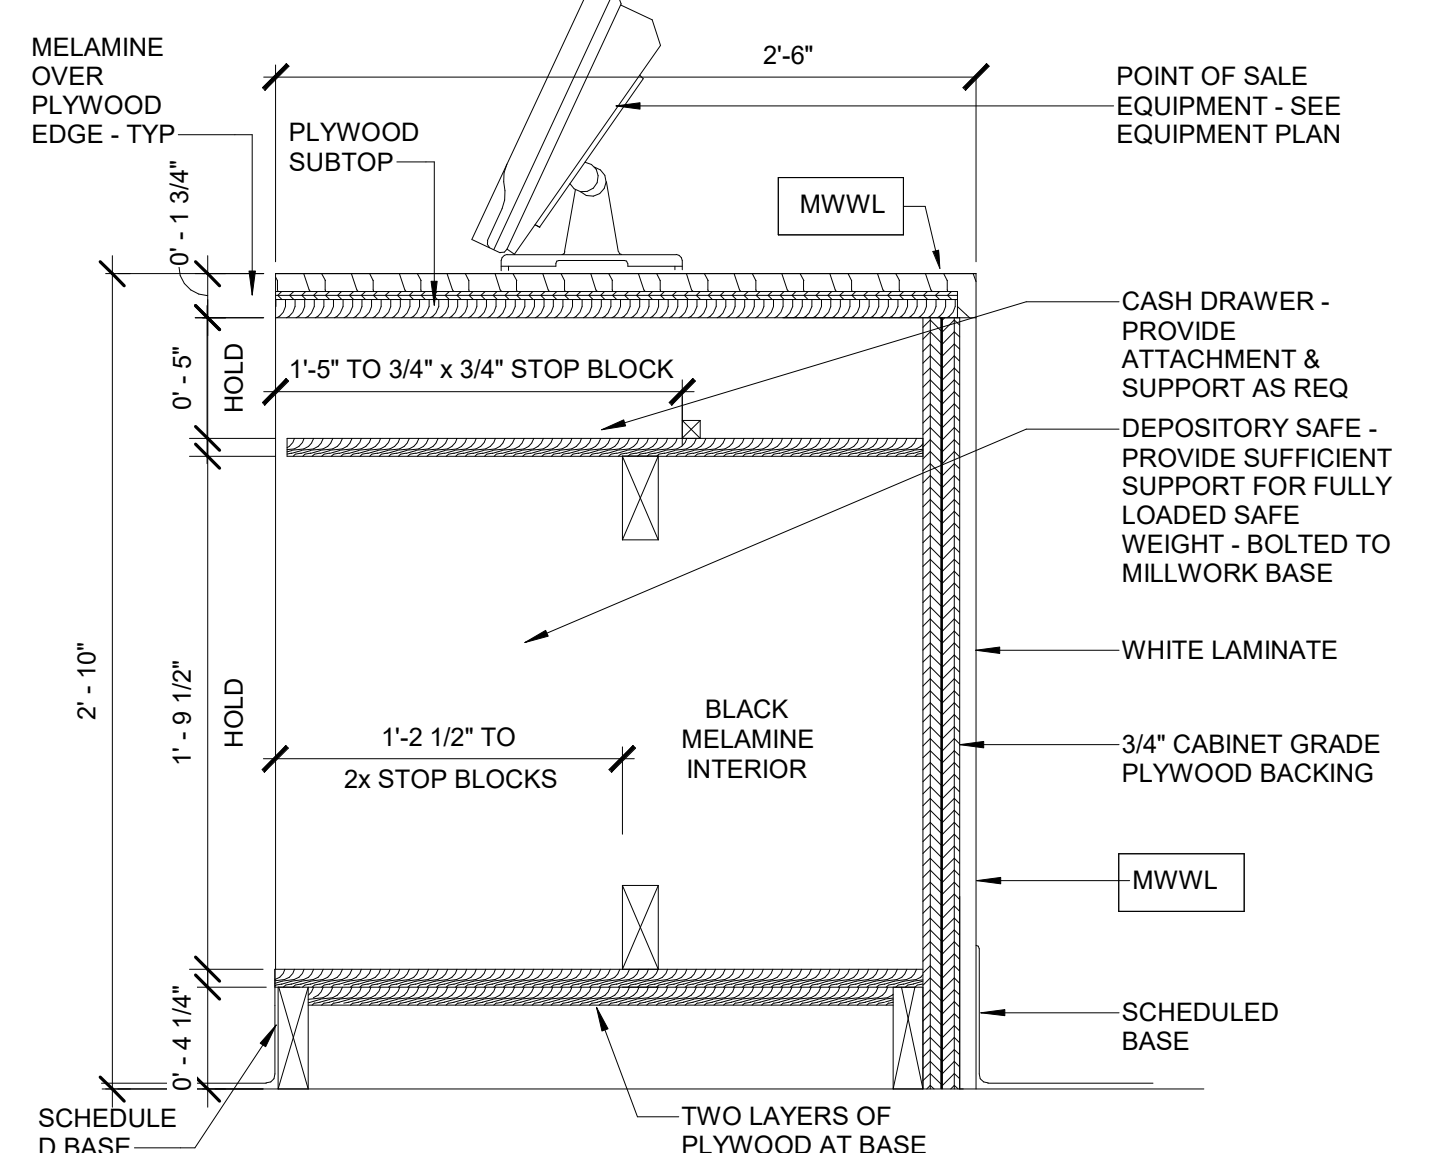 MELAMINE
OVER
PLYWOOD
EDGE - TYP
2'-6"
POINT OF SALE
EQUIPMENT - SEE
EQUIPMENT PLAN
PLYWOOD
SUBTOP
MWWL
0' - 1 3/4"
CASH DRAWER -
PROVIDE
ATTACHMENT &
SUPPORT AS REQ
0' - 5"
HOLD
1'-5" TO 3/4" x 3/4" STOP BLOCK
DEPOSITORY SAFE -
PROVIDE SUFFICIENT
SUPPORT FOR FULLY
LOADED SAFE
WEIGHT - BOLTED TO
MILLWORK BASE
2' - 10"
1' - 9 1/2"
HOLD
WHITE LAMINATE
1'-2 1/2" TO
2x STOP BLOCKS
BLACK
MELAMINE
INTERIOR
3/4" CABINET GRADE
PLYWOOD BACKING
MWWL
0' - 4 1/4"
SCHEDULED
BASE
SCHEDULE
D BASE
TWO LAYERS OF
PLYWOOD AT BASE